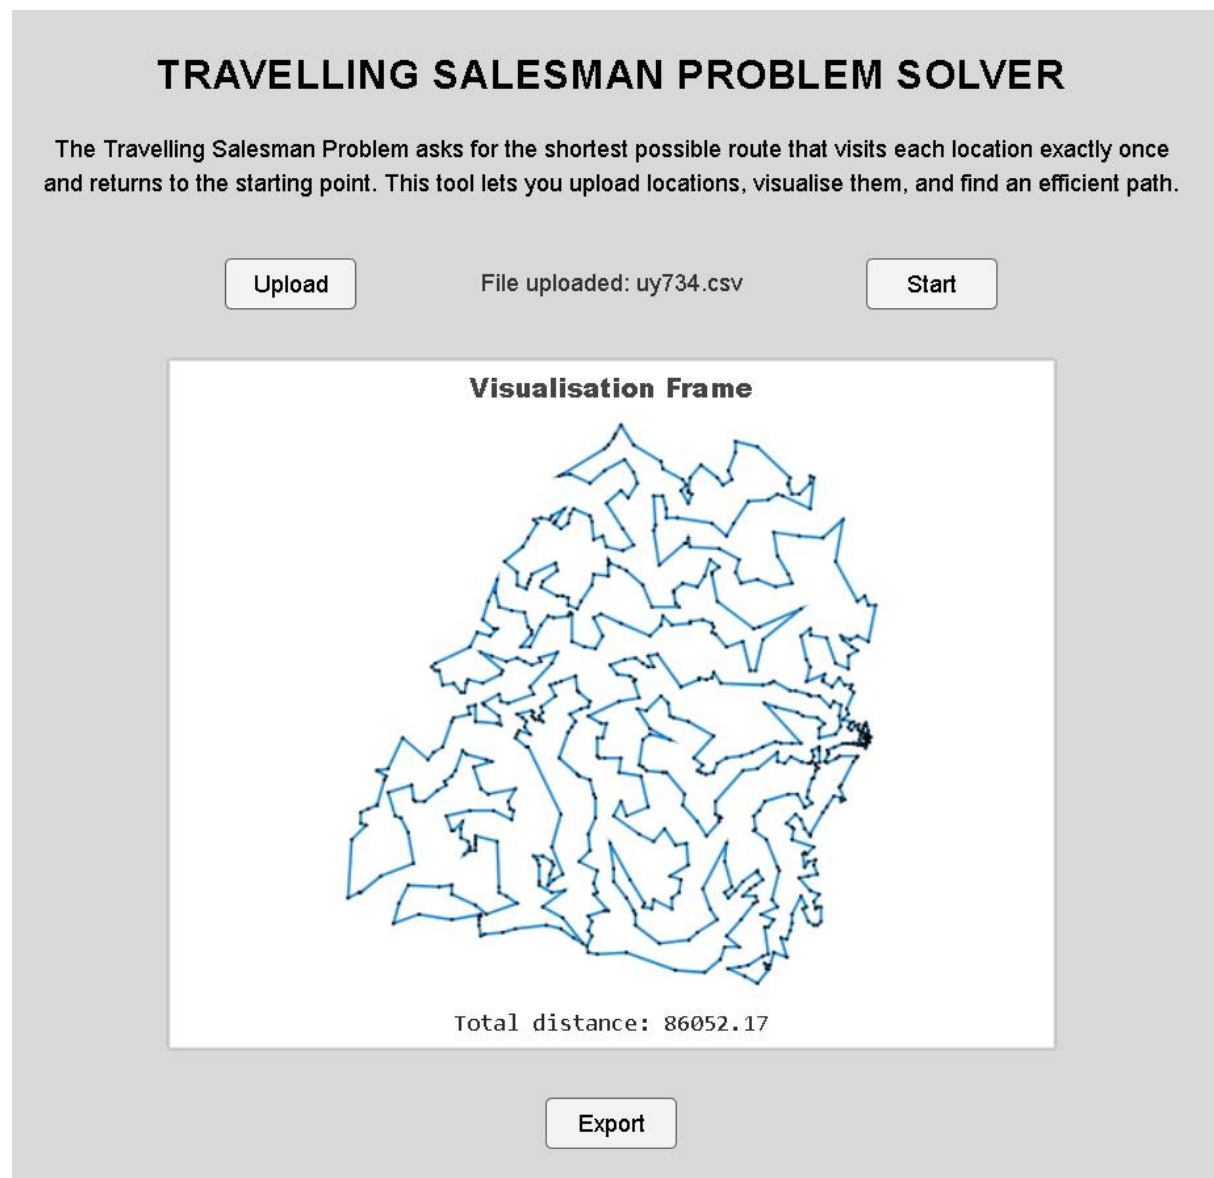 TRAVELLING SALESMAN PROBLEM SOLVER
The Travelling Salesman Problem asks for the shortest possible route that visits each location exactly once
and returns to the starting point. This tool lets you upload locations, visualise them, and find an efficient path.
Upload File uploaded: uy734.csv Start
Visualisation Frame
Total distance: 86052.17
Export